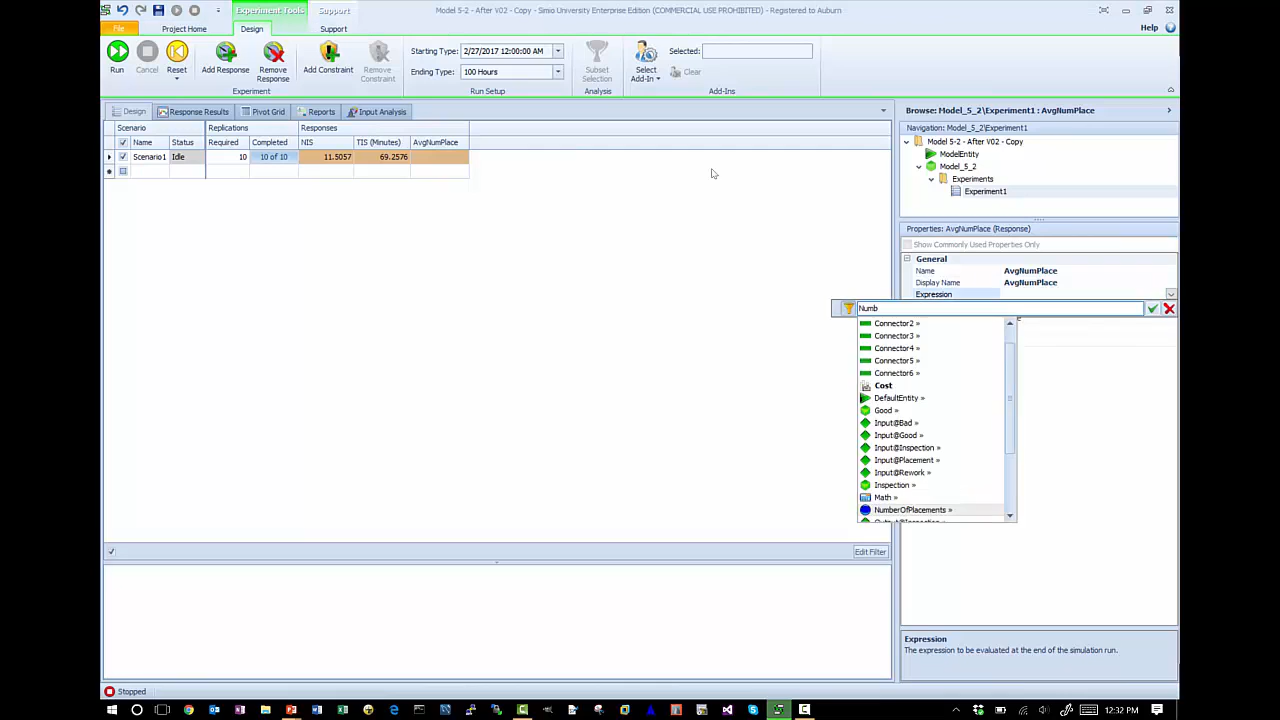 Experiment Tools
Support
Model 5-2 - After V02 - Copy - Simio University Enterprise Edition (COMMERCIAL USE PROHIBITED) - Registered to Auburn
File
Project Home
Design
Support
Help
Run
Cancel
Reset
Add Response
Remove Response
Add Constraint
Remove Constraint
Starting Type: 2/27/2017 12:00:00 AM
Ending Type: 100 Hours
Subset Selection
Select Add-In
Selected:
Clear
Experiment
Run Setup
Analysis
Add-Ins
Design
Response Results
Pivot Grid
Reports
Input Analysis
Scenario
Replications
Responses
Name Status Required Completed NIS TIS (Minutes) AvgNumPlace
Scenario1 Idle 10 10 of 10 11.5057 69.2576
Edit Filter
Browse: Model_5_2\Experiment1 : AvgNumPlace
Navigation: Model_5_2\Experiment1
Model 5-2 - After V02 - Copy
ModelEntity
Model_5_2
Experiments
Experiment1
Properties: AvgNumPlace (Response)
Show Commonly Used Properties Only
General
Name AvgNumPlace
Display Name AvgNumPlace
Expression
Numb
Connector2 »
Connector3 »
Connector4 »
Connector5 »
Connector6 »
Cost
DefaultEntity »
Good »
Input@Bad »
Input@Good »
Input@Inspection »
Input@Placement »
Input@Rework »
Inspection »
Math »
NumberOfPlacements »
Expression
The expression to be evaluated at the end of the simulation run.
Stopped
12:32 PM